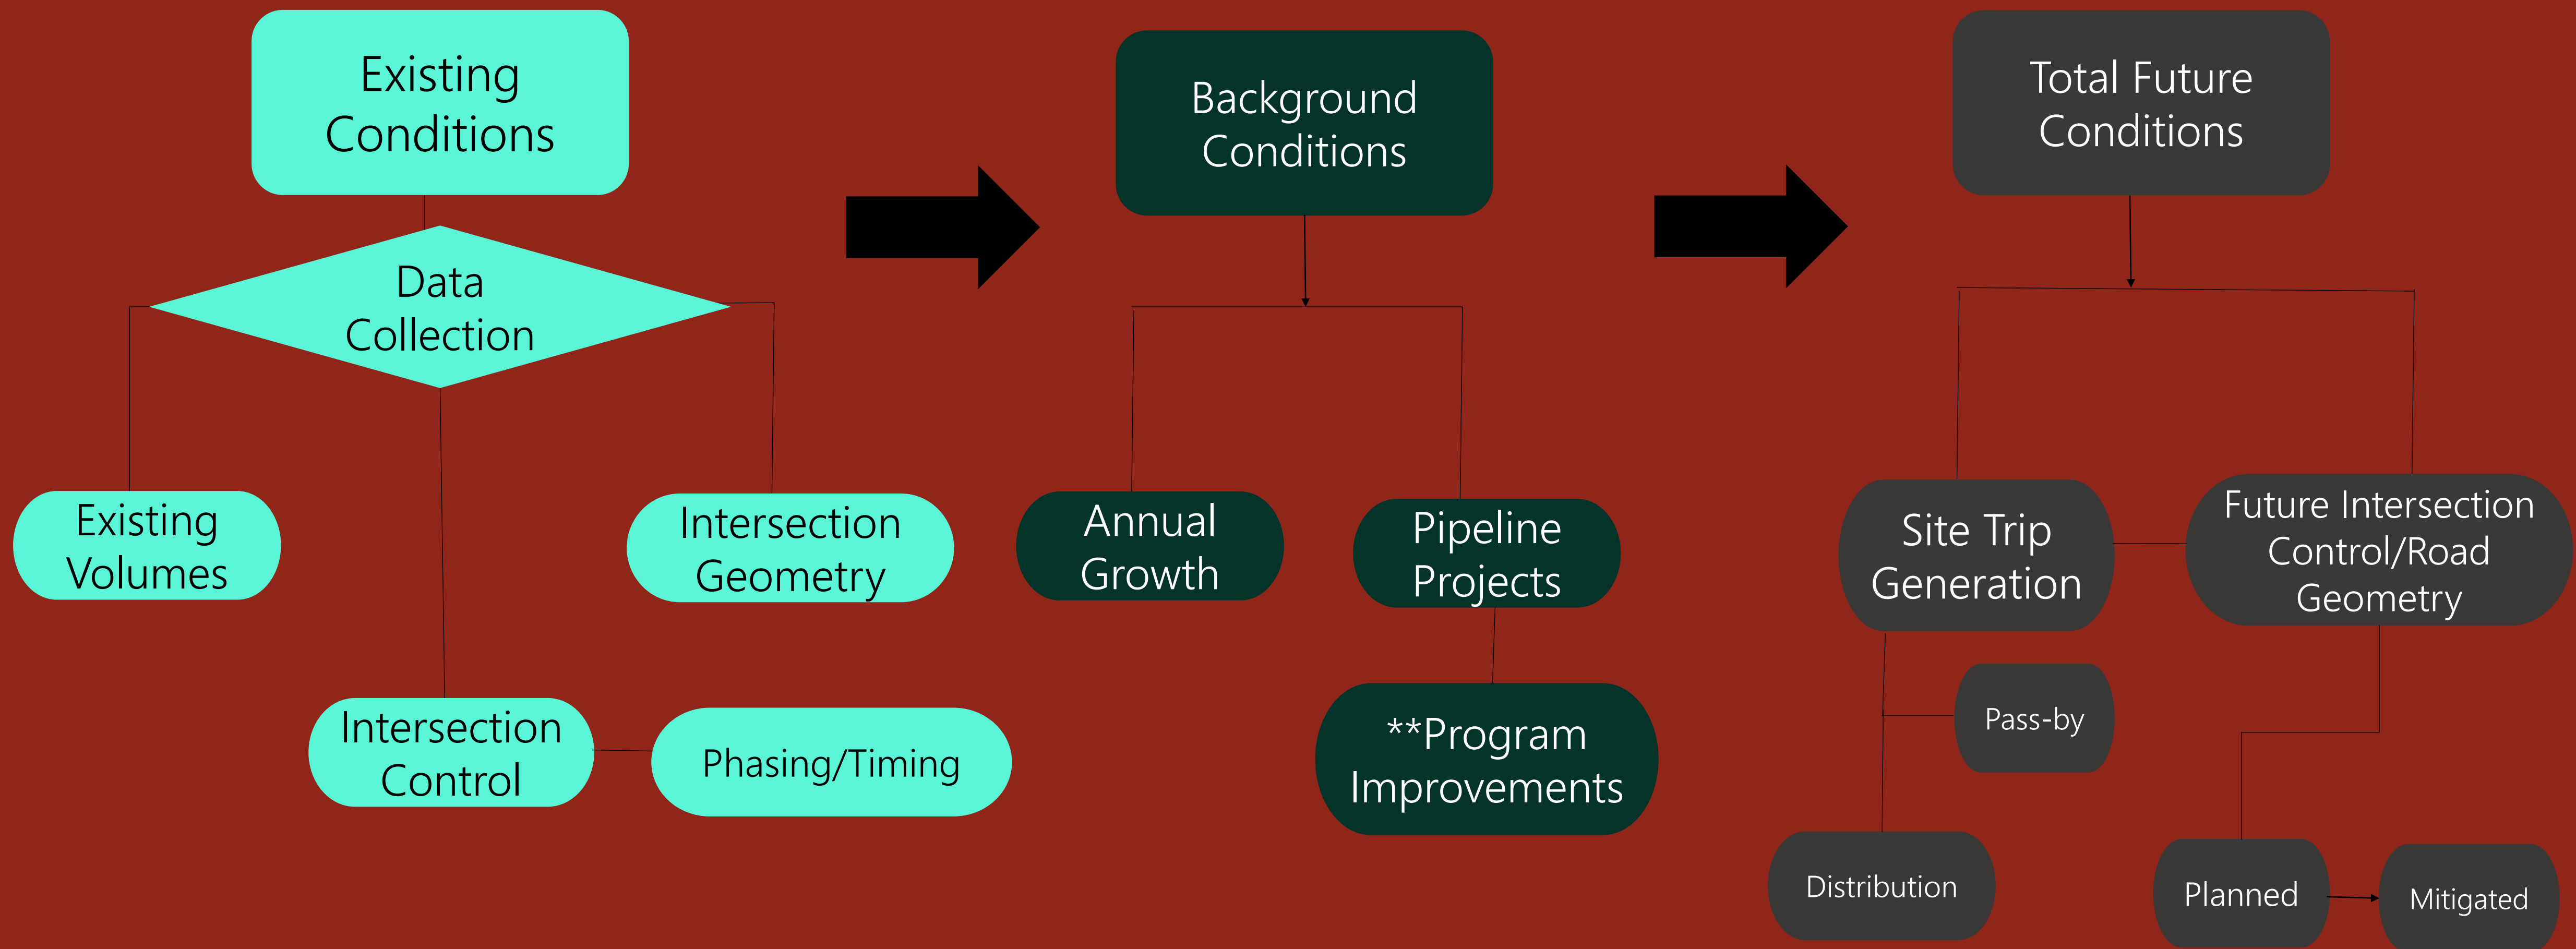 Existing
Conditions
Data
Collection
Existing
Volumes
Intersection
Geometry
Intersection
Control
Phasing/Timing
Background
Conditions
Annual
Growth
Pipeline
Projects
**Program
Improvements
Total Future
Conditions
Site Trip
Generation
Future Intersection
Control/Road
Geometry
Pass-by
Distribution
Planned
Mitigated